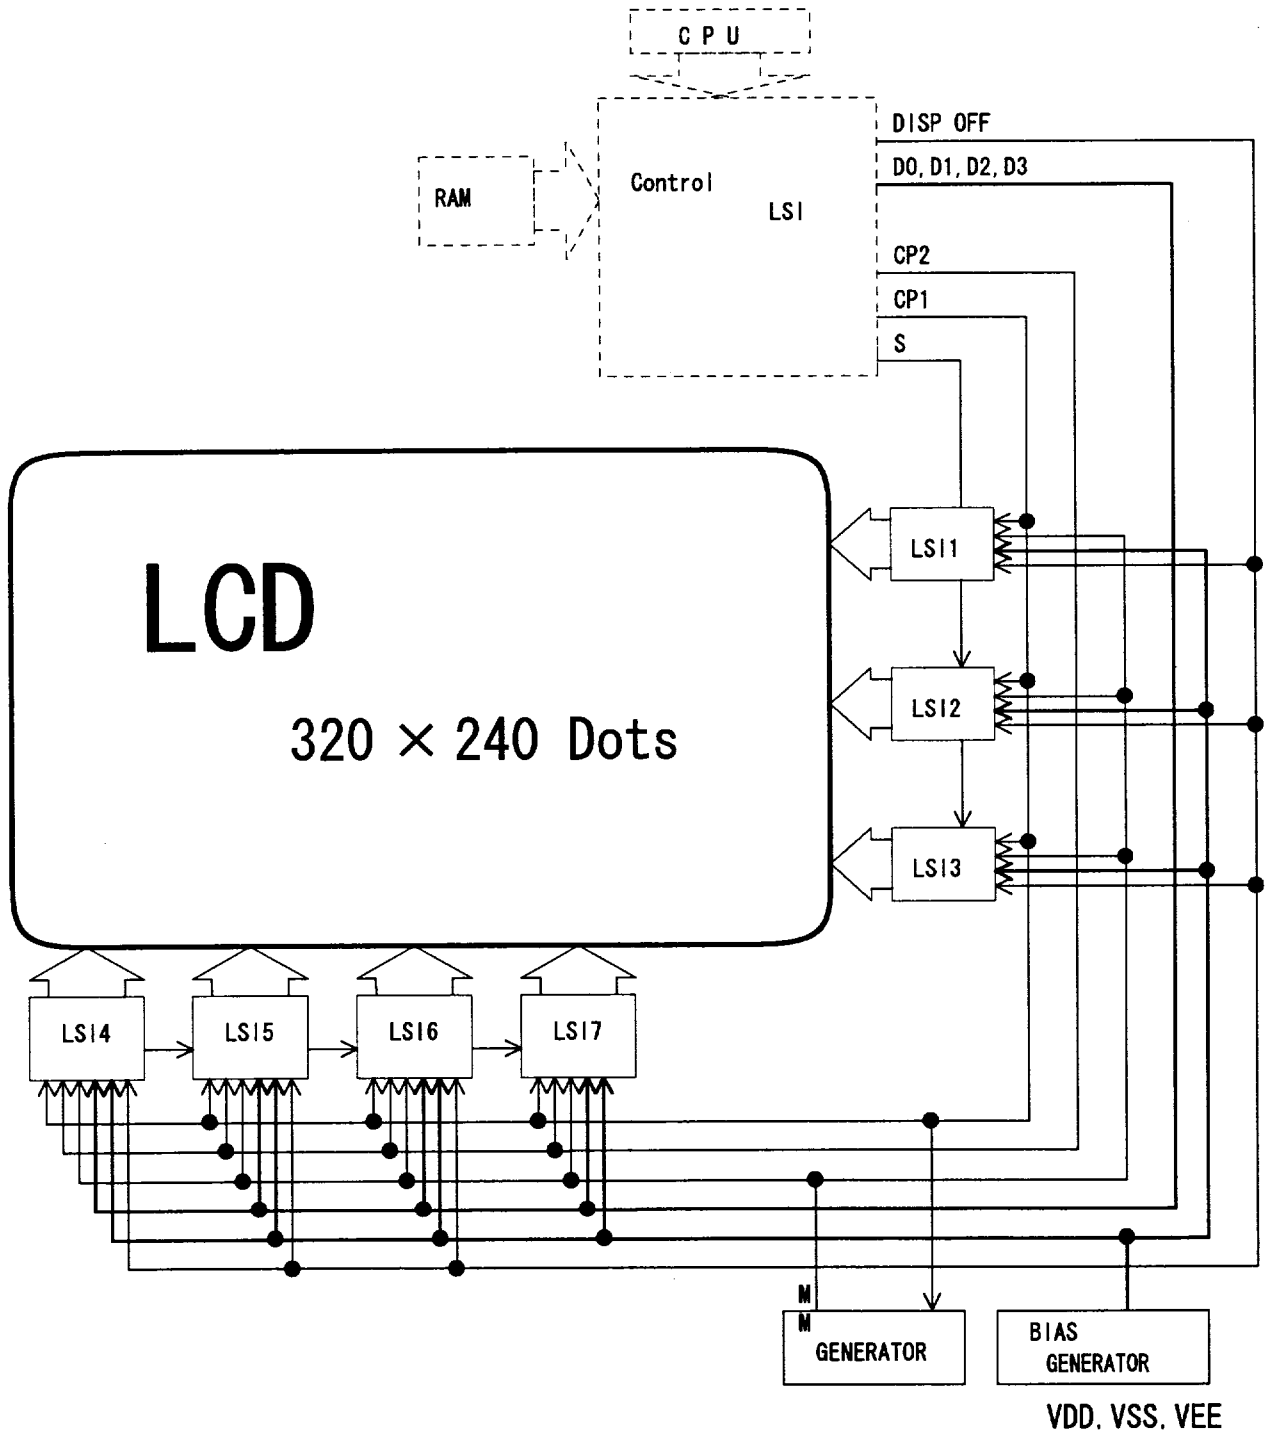 CPU
DISP OFF
D0, D1, D2, D3
Control
RAM
LSI
CP2
CP1
S
LSI1
LCD
LSI2
320 × 240 Dots
LSI3
LSI4
LSI5
LSI6
LSI7
M
M
GENERATOR
BIAS
GENERATOR
VDD, VSS, VEE